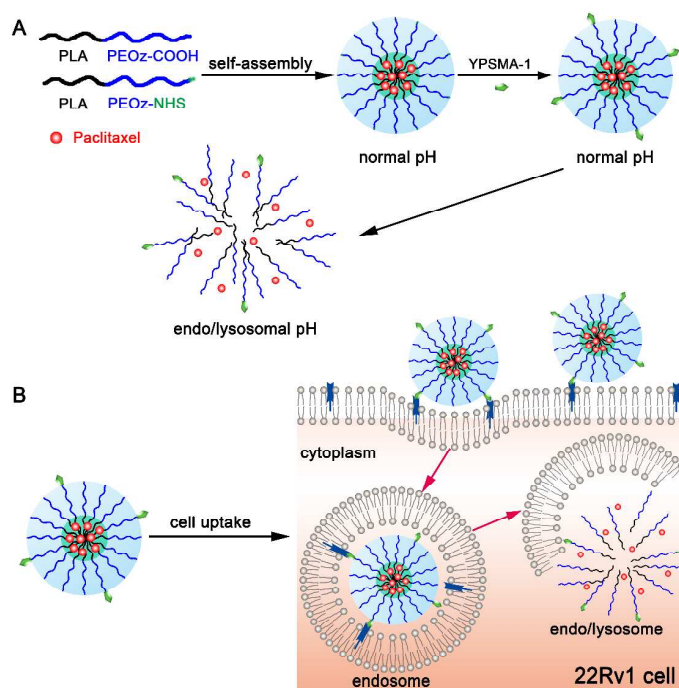 A
PLA PEOz-COOH
PLA PEOz-NHS
Paclitaxel
self-assembly
normal pH
YPSMA-1
normal pH
endo/lysosomal pH
B
cell uptake
cytoplasm
endosome
endo/lysosome
22Rv1 cell